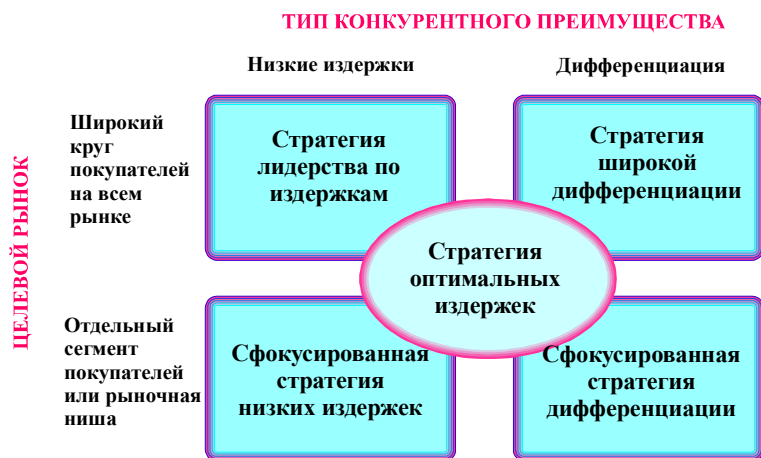 ТИП КОНКУРЕНТНОГО ПРЕИМУЩЕСТВА
Низкие издержки
Дифференциация
ЦЕЛЕВОЙ РЫНОК
Широкий
круг
покупателей
на всем
рынке
Стратегия
лидерства по
издержкам
Стратегия
широкой
дифференциации
Стратегия
оптимальных
издержек
Отдельный
сегмент
покупателей
или рыночная
ниша
Сфокусированная
стратегия
низких издержек
Сфокусированная
стратегия
дифференциации